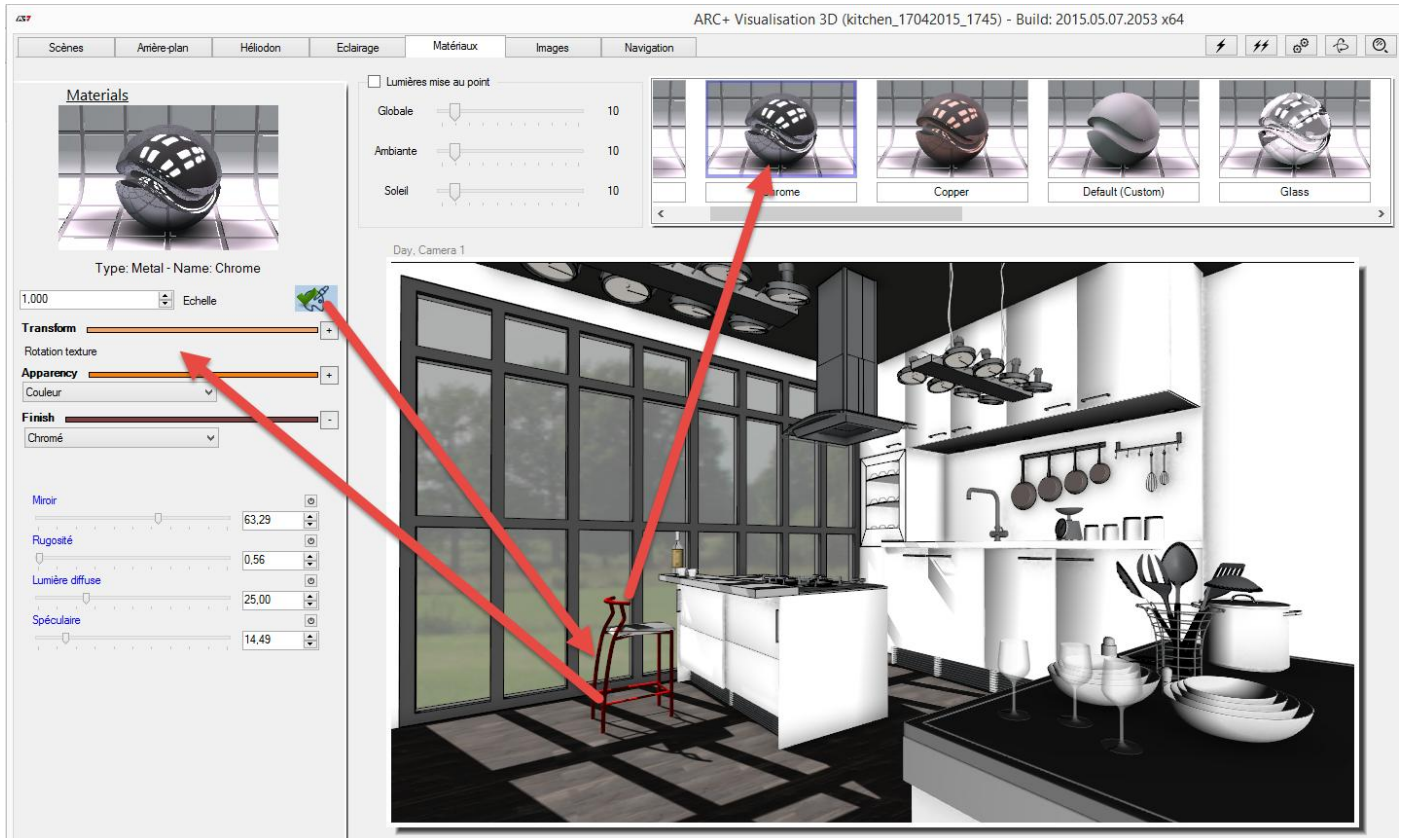 ARC+ Visualisation 3D (kitchen_17042015_1745) - Build: 2015.05.07.2053 x64
Scènes Arrière-plan Héliodon Eclairage Matériaux Images Navigation
Materials
Type: Metal - Name: Chrome
1,000 Echelle
Transform +
Rotation texture
Apparency +
Couleur
Finish -
Chromé
Miroir
63,29
Rugosité
0,56
Lumière diffuse
25,00
Spéculaire
14,49
Lumières mise au point
Globale 10
Ambiante 10
Soleil 10
Chrome Copper Default (Custom) Glass
Day, Camera 1